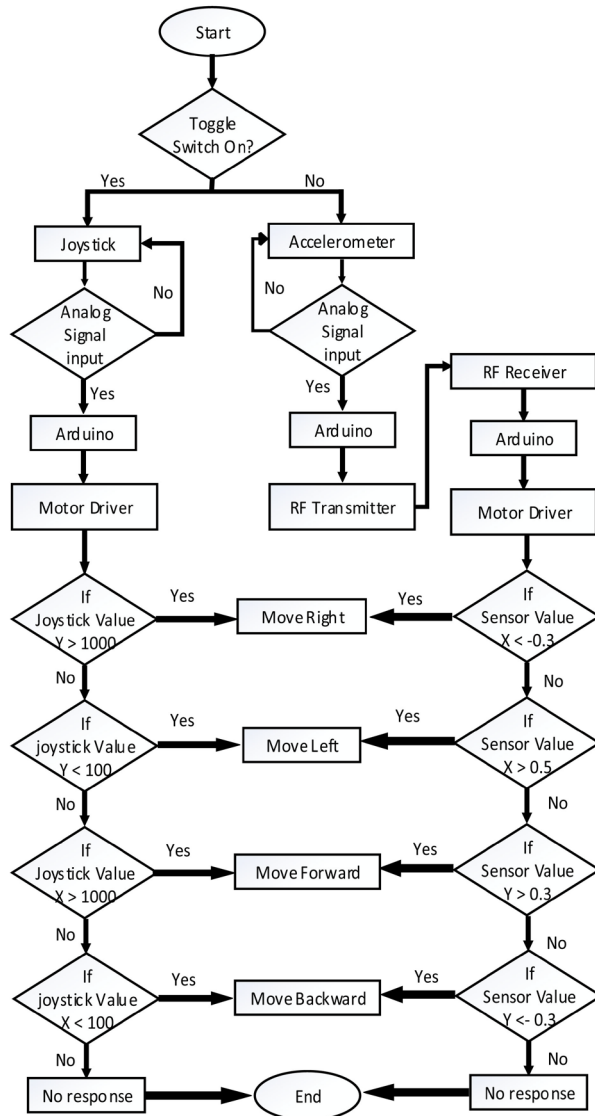 Start
Toggle
Switch On?
Yes
No
Joystick
Accelerometer
No
No
Analog
Signal
input
Analog
Signal
input
Yes
Yes
RF Receiver
Arduino
Arduino
Arduino
Motor Driver
RF Transmitter
Motor Driver
If
Joystick Value
Y > 1000
Yes
Move Right
Yes
If
Sensor Value
X < -0.3
No
No
If
joystick Value
Y < 100
Yes
Move Left
Yes
If
Sensor Value
X > 0.5
No
No
If
Joystick Value
X > 1000
Yes
Move Forward
Yes
If
Sensor Value
Y > 0.3
No
No
If
joystick Value
X < 100
Yes
Move Backward
Yes
If
Sensor Value
Y <- 0.3
No
No
No response
End
No response